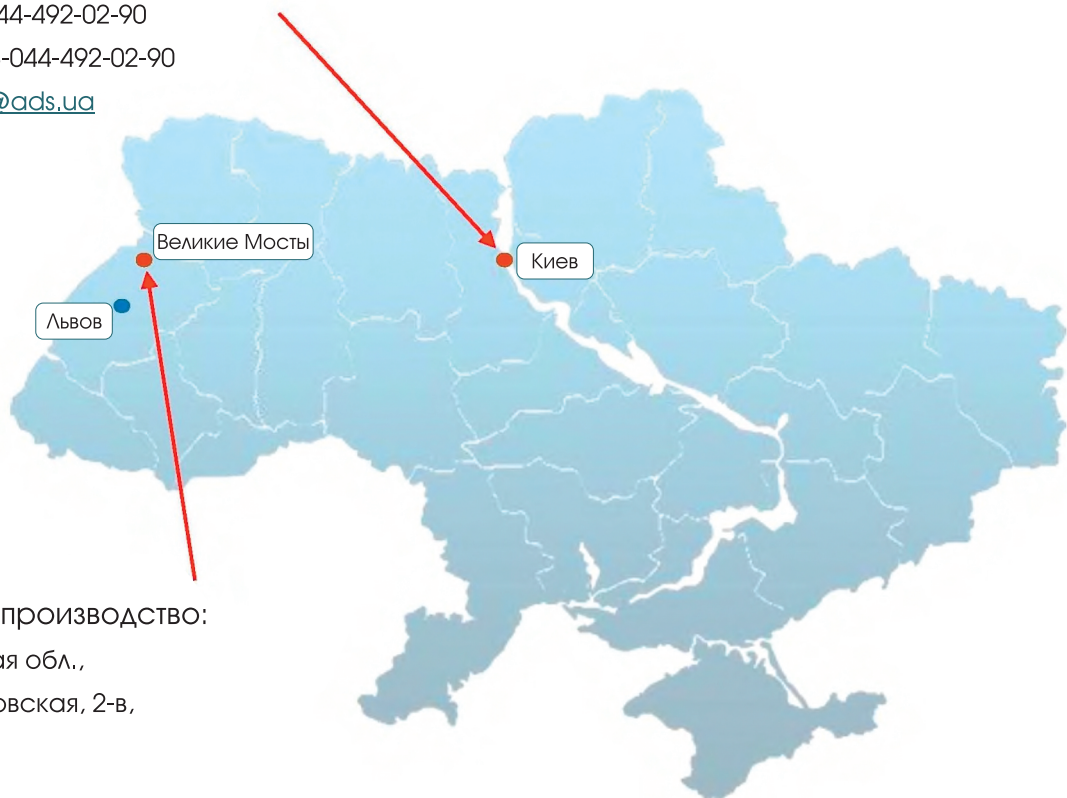 44-492-02-90
-044-492-02-90
@ads.ua
Великие Мосты
Киев
Львов
производство:
ая обл.,
овская, 2-в,